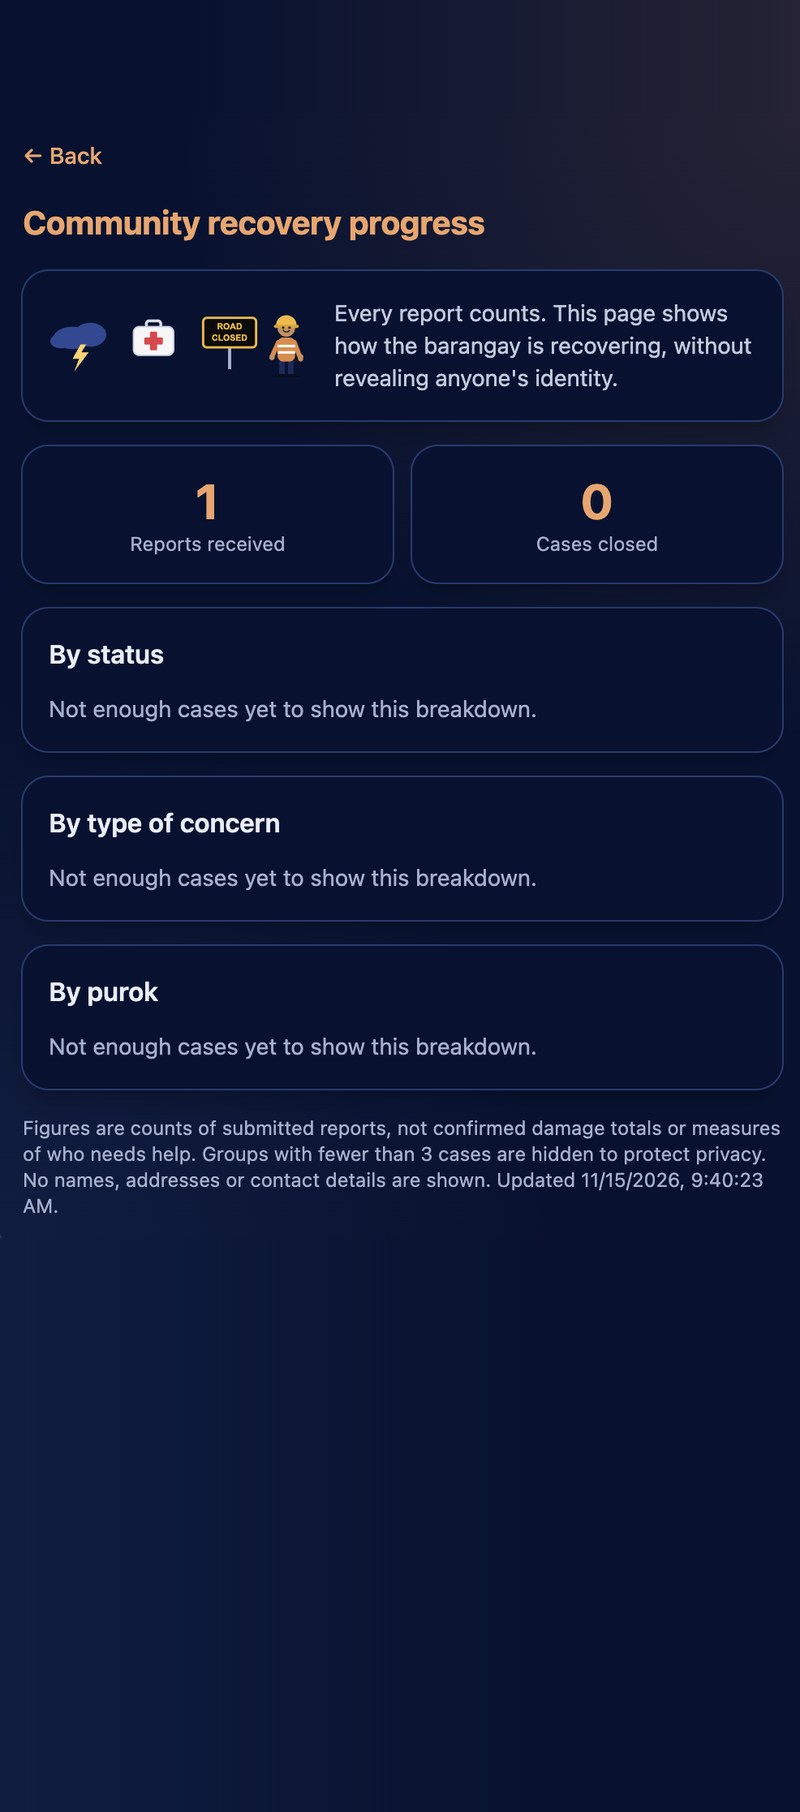 ← Back
Community recovery progress
ROAD
CLOSED
Every report counts. This page shows
how the barangay is recovering, without
revealing anyone's identity.
1
Reports received
0
Cases closed
By status
Not enough cases yet to show this breakdown.
By type of concern
Not enough cases yet to show this breakdown.
By purok
Not enough cases yet to show this breakdown.
Figures are counts of submitted reports, not confirmed damage totals or measures
of who needs help. Groups with fewer than 3 cases are hidden to protect privacy.
No names, addresses or contact details are shown. Updated 11/15/2026, 9:40:23
AM.